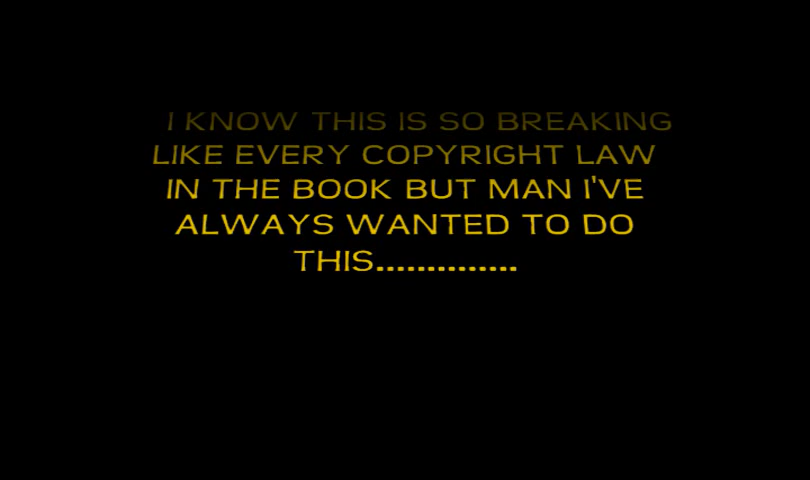 I KNOW THIS IS SO BREAKING
LIKE EVERY COPYRIGHT LAW
IN THE BOOK BUT MAN I'VE
ALWAYS WANTED TO DO
THIS..............